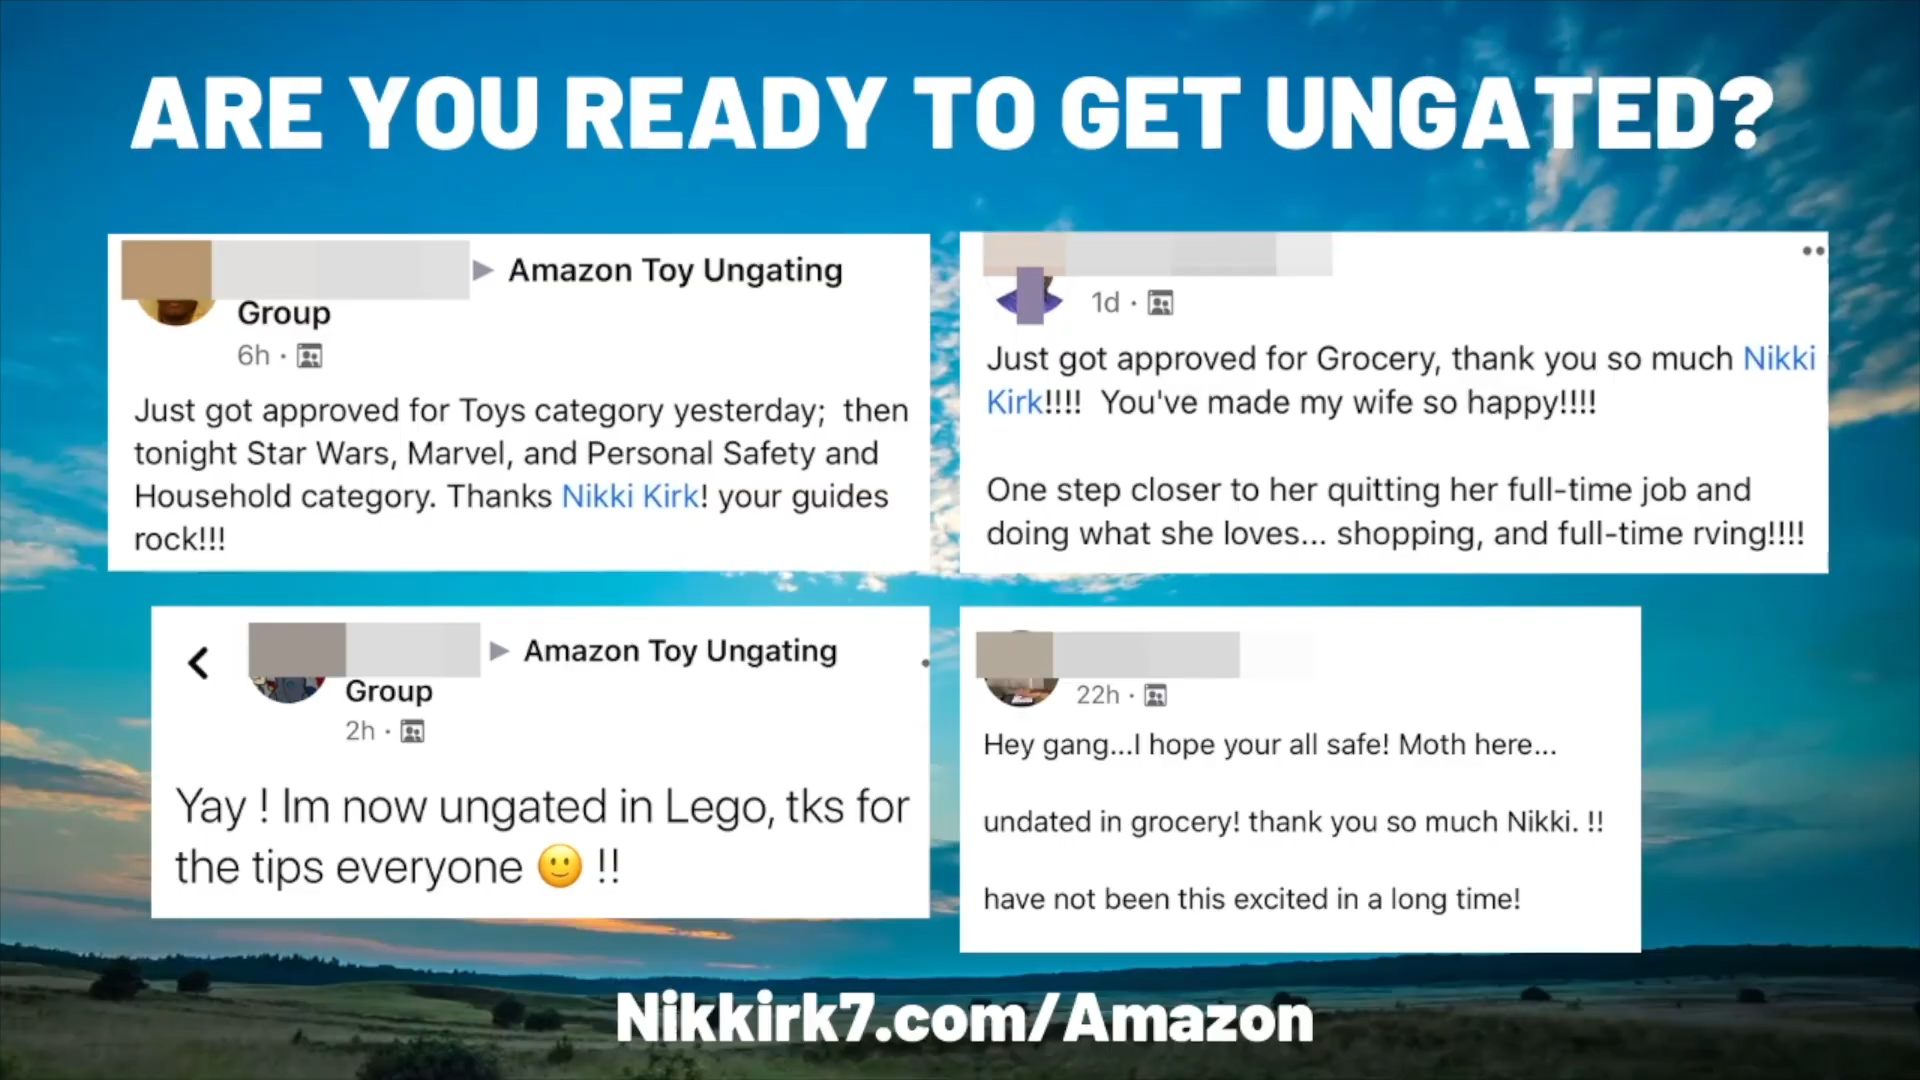 ARE YOU READY TO GET UNGATED?
Amazon Toy Ungating
Group
6h ·
Just got approved for Toys category yesterday;  then
tonight Star Wars, Marvel, and Personal Safety and
Household category. Thanks Nikki Kirk! your guides
rock!!!
1d ·
Just got approved for Grocery, thank you so much Nikki
Kirk!!!!  You've made my wife so happy!!!!
One step closer to her quitting her full-time job and
doing what she loves... shopping, and full-time rving!!!!
Amazon Toy Ungating
Group
2h ·
Yay ! Im now ungated in Lego, tks for
the tips everyone 🙂 !!
22h ·
Hey gang...I hope your all safe! Moth here...
undated in grocery! thank you so much Nikki. !!
have not been this excited in a long time!
Nikkirk7.com/Amazon